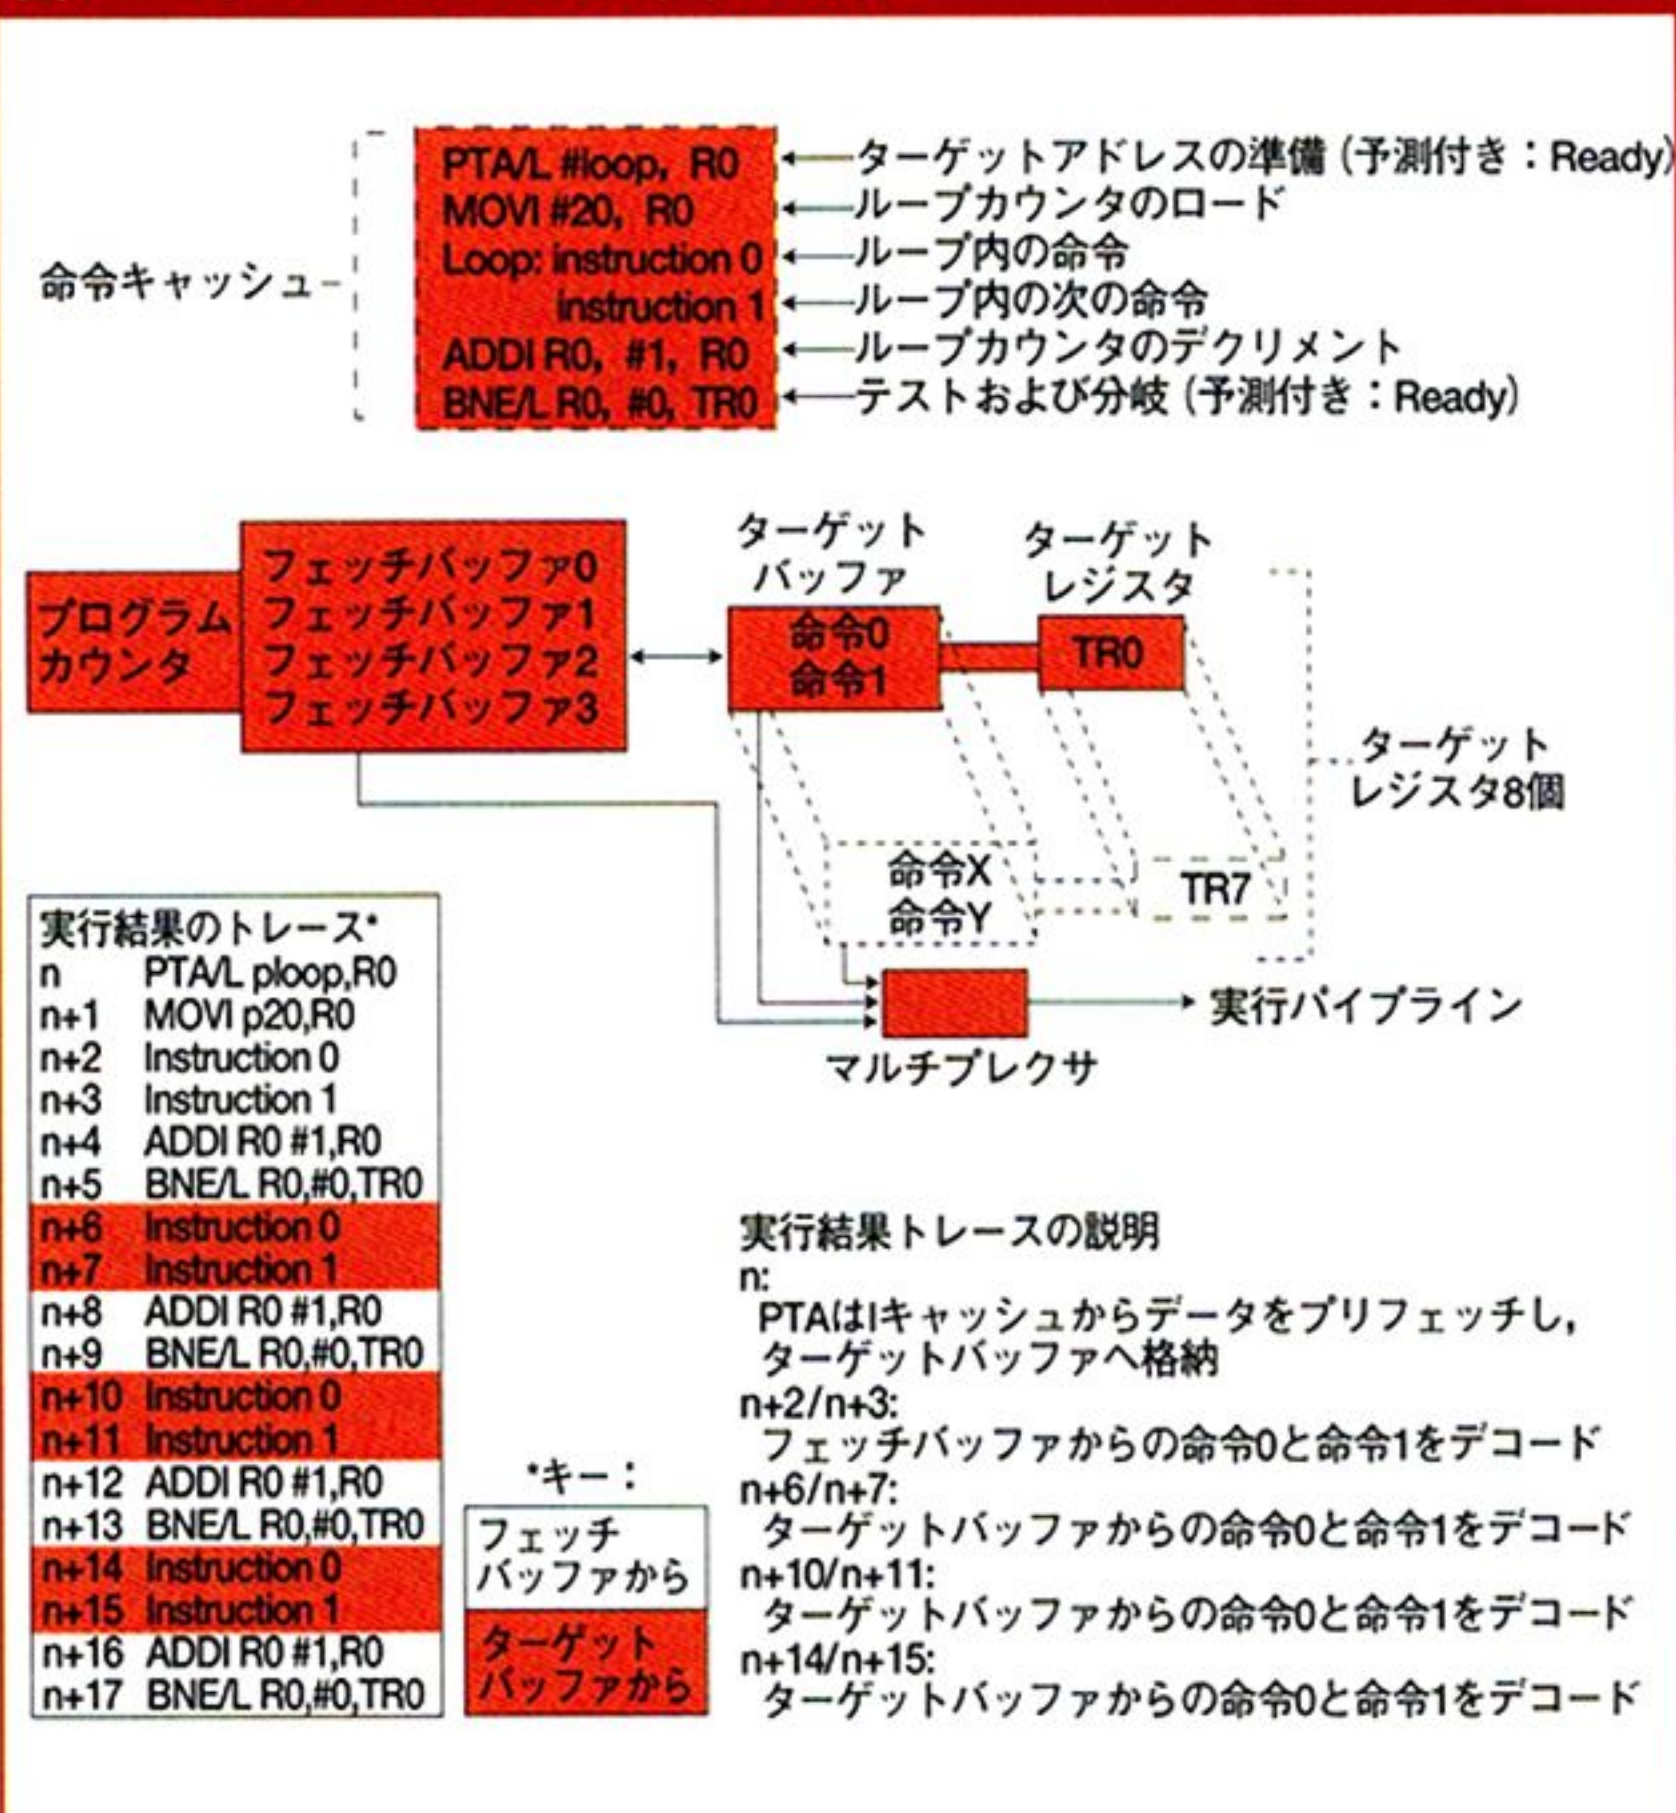 PTA/L #loop, R0
ターゲットアドレスの準備 (予測付き：Ready)
MOVI #20, R0
ループカウンタのロード
Loop: instruction 0
ループ内の命令
instruction 1
ループ内の次の命令
ADDI R0, #1, R0
ループカウンタのデクリメント
BNE/L R0, #0, TR0
テストおよび分岐 (予測付き：Ready)
命令キャッシュ
プログラム
カウンタ
フェッチバッファ0
フェッチバッファ1
フェッチバッファ2
フェッチバッファ3
ターゲット
バッファ
命令0
命令1
ターゲット
レジスタ
TR0
ターゲット
レジスタ8個
命令X
命令Y
TR7
マルチプレクサ
実行パイプライン
実行結果のトレース*
n PTA/L ploop,R0
n+1 MOVI p20,R0
n+2 Instruction 0
n+3 Instruction 1
n+4 ADDI R0 #1,R0
n+5 BNE/L R0,#0,TR0
n+6 Instruction 0
n+7 Instruction 1
n+8 ADDI R0 #1,R0
n+9 BNE/L R0,#0,TR0
n+10 Instruction 0
n+11 Instruction 1
n+12 ADDI R0 #1,R0
n+13 BNE/L R0,#0,TR0
n+14 Instruction 0
n+15 Instruction 1
n+16 ADDI R0 #1,R0
n+17 BNE/L R0,#0,TR0
*キー：
フェッチ
バッファから
ターゲット
バッファから
実行結果トレースの説明
n:
PTAはIキャッシュからデータをプリフェッチし,
ターゲットバッファへ格納
n+2/n+3:
フェッチバッファからの命令0と命令1をデコード
n+6/n+7:
ターゲットバッファからの命令0と命令1をデコード
n+10/n+11:
ターゲットバッファからの命令0と命令1をデコード
n+14/n+15:
ターゲットバッファからの命令0と命令1をデコード